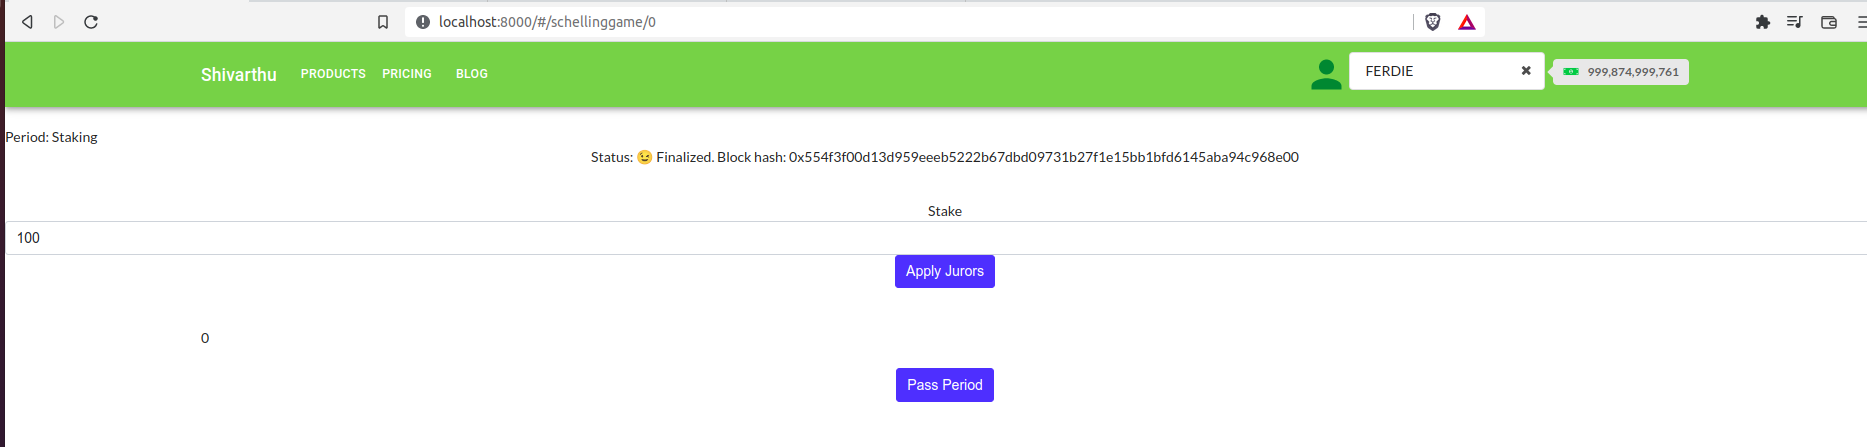 localhost:8000/#/schellinggame/0
Shivarthu PRODUCTS PRICING BLOG FERDIE 999,874,999,761
Period: Staking
Status: 😉 Finalized. Block hash: 0x554f3f00d13d959eeeb5222b67dbd09731b27f1e15bb1bfd6145aba94c968e00
Stake
100
Apply Jurors
0
Pass Period